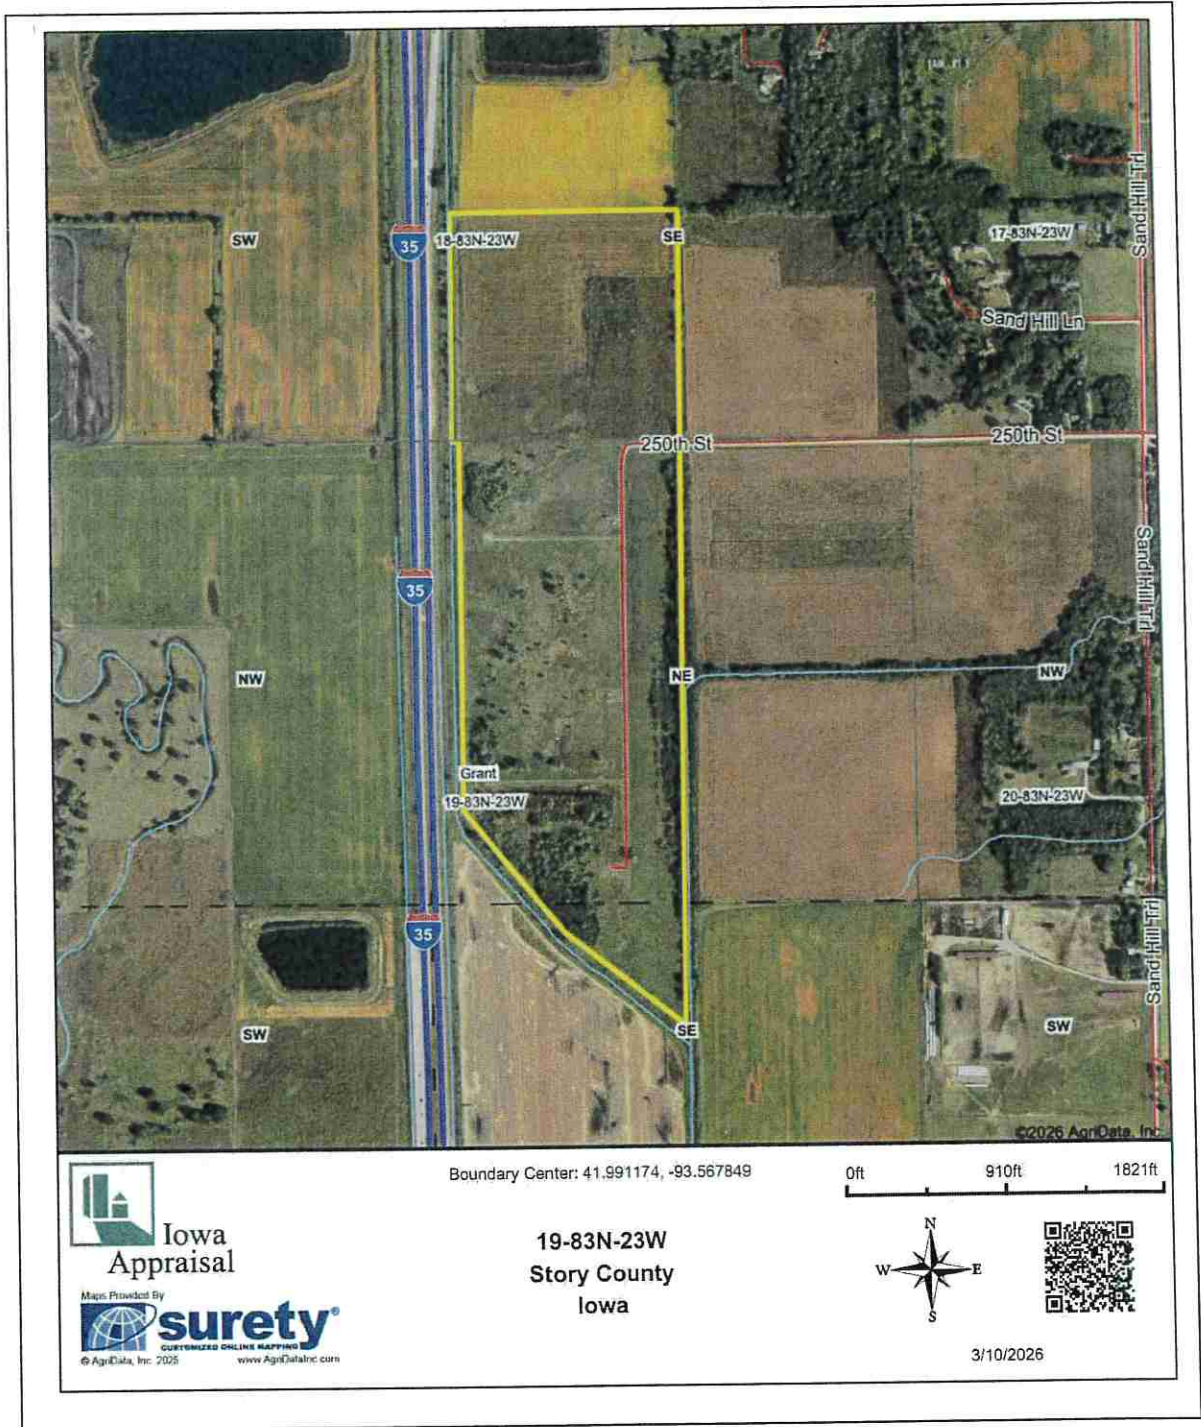 SW
35
18-83N-23W
SE
17-83N-23W
Sand Hill Trl
Sand Hill Ln
250th St
250th St
35
Sand Hill Trl
NW
NE
NW
Grant
19-83N-23W
20-83N-23W
35
Sand Hill Trl
SW
SE
SW
©2026 AgriData, Inc.
Boundary Center: 41.991174, -93.567849
0ft 910ft 1821ft
Iowa
Appraisal
19-83N-23W
Story County
Iowa
N
W E
S
Maps Provided By
surety®
CUSTOMIZED ONLINE MAPPING
© AgriData, Inc. 2025 www.AgriDataInc.com
3/10/2026